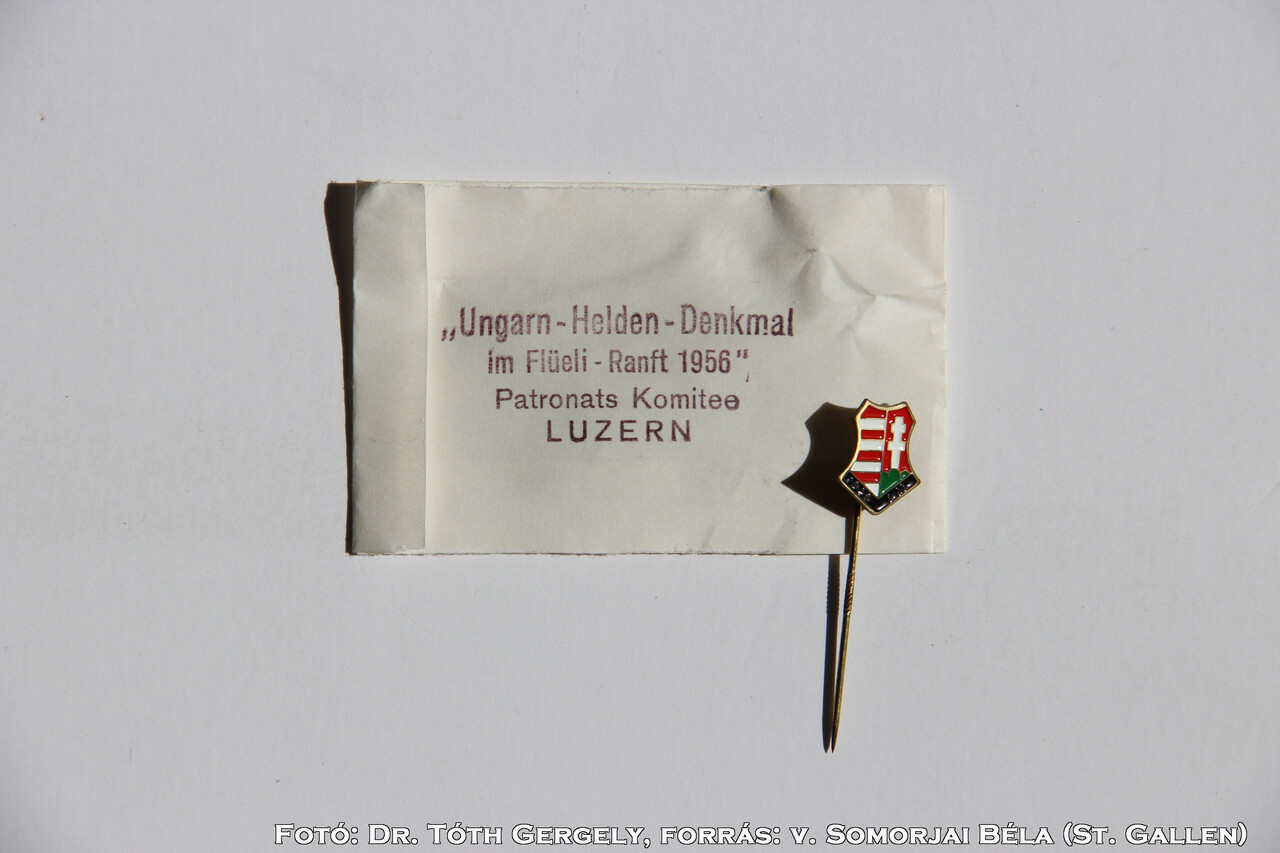 „Ungarn - Helden - Denkmal
im Flüeli - Ranft 1956",
Patronats Komitee
LUZERN
Fotó: Dr. Tóth Gergely, forrás: v. Somorjai Béla (St. Gallen)